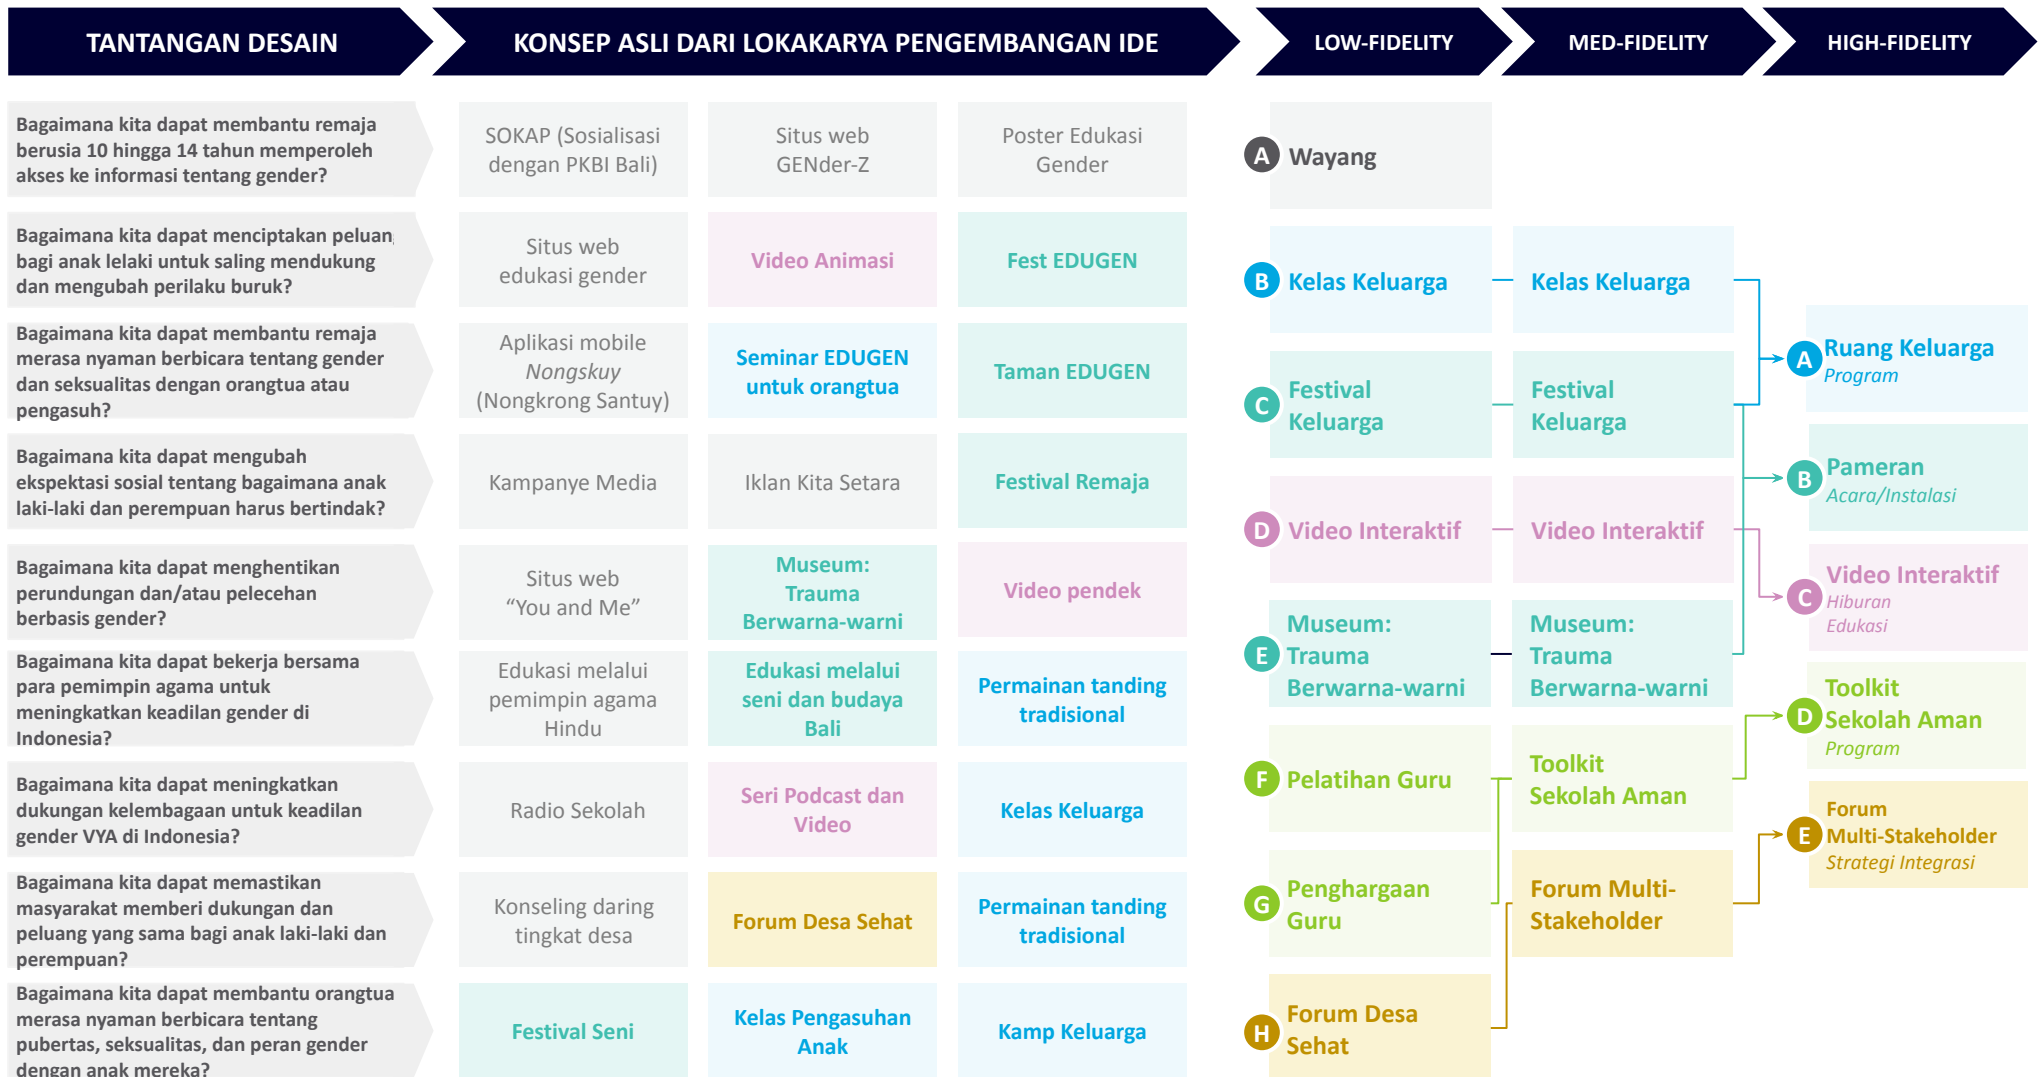 TANTANGAN DESAIN
KONSEP ASLI DARI LOKAKARYA PENGEMBANGAN IDE
LOW-FIDELITY
MED-FIDELITY
HIGH-FIDELITY
Bagaimana kita dapat membantu remaja
berusia 10 hingga 14 tahun memperoleh
akses ke informasi tentang gender?
SOKAP (Sosialisasi
dengan PKBI Bali)
Situs web
GENder-Z
Poster Edukasi
Gender
Bagaimana kita dapat menciptakan peluang
bagi anak lelaki untuk saling mendukung
dan mengubah perilaku buruk?
Situs web
edukasi gender
Video Animasi
Fest EDUGEN
Bagaimana kita dapat membantu remaja
merasa nyaman berbicara tentang gender
dan seksualitas dengan orangtua atau
pengasuh?
Aplikasi mobile
Nongskuy
(Nongkrong Santuy)
Seminar EDUGEN
untuk orangtua
Taman EDUGEN
Bagaimana kita dapat mengubah
ekspektasi sosial tentang bagaimana anak
laki-laki dan perempuan harus bertindak?
Kampanye Media
Iklan Kita Setara
Festival Remaja
Bagaimana kita dapat menghentikan
perundungan dan/atau pelecehan
berbasis gender?
Situs web
“You and Me”
Museum:
Trauma
Berwarna-warni
Video pendek
Bagaimana kita dapat bekerja bersama
para pemimpin agama untuk
meningkatkan keadilan gender di
Indonesia?
Edukasi melalui
pemimpin agama
Hindu
Edukasi melalui
seni dan budaya
Bali
Permainan tanding
tradisional
Bagaimana kita dapat meningkatkan
dukungan kelembagaan untuk keadilan
gender VYA di Indonesia?
Radio Sekolah
Seri Podcast dan
Video
Kelas Keluarga
Bagaimana kita dapat memastikan
masyarakat memberi dukungan dan
peluang yang sama bagi anak laki-laki dan
perempuan?
Konseling daring
tingkat desa
Forum Desa Sehat
Permainan tanding
tradisional
Bagaimana kita dapat membantu orangtua
merasa nyaman berbicara tentang
pubertas, seksualitas, dan peran gender
dengan anak mereka?
Festival Seni
Kelas Pengasuhan
Anak
Kamp Keluarga
A Wayang
B Kelas Keluarga
C Festival
Keluarga
D Video Interaktif
E Museum:
Trauma
Berwarna-warni
F Pelatihan Guru
G Penghargaan
Guru
H Forum Desa
Sehat
Kelas Keluarga
Festival
Keluarga
Video Interaktif
Museum:
Trauma
Berwarna-warni
Toolkit
Sekolah Aman
Forum Multi-
Stakeholder
A Ruang Keluarga
Program
B Pameran
Acara/Instalasi
C Video Interaktif
Hiburan
Edukasi
D Toolkit
Sekolah Aman
Program
E Forum
Multi-Stakeholder
Strategi Integrasi